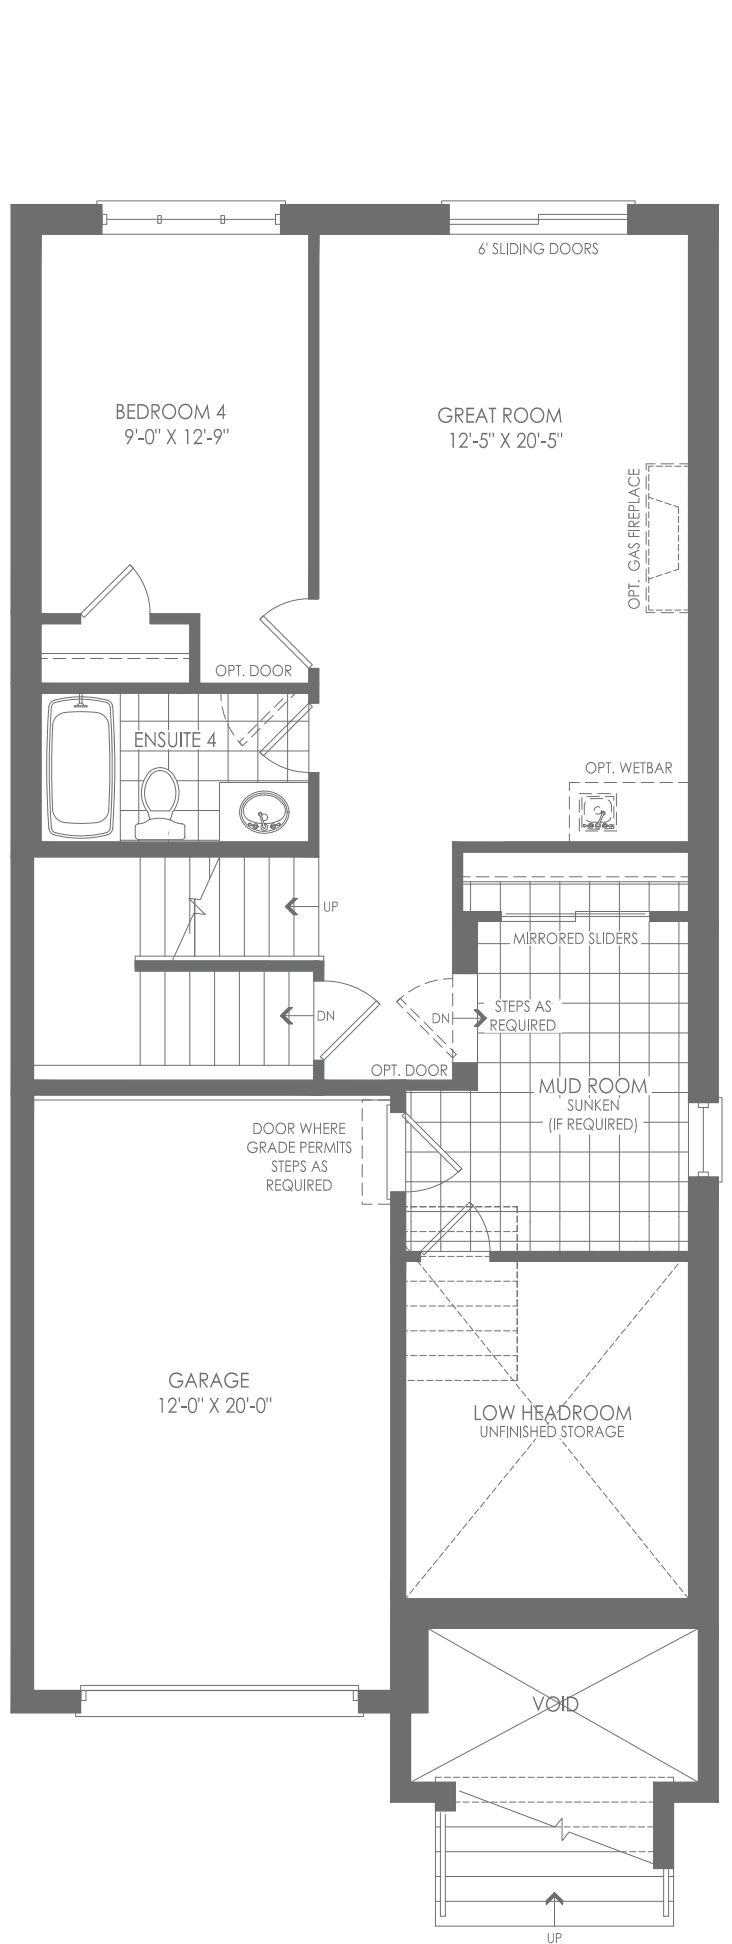 6' SLIDING DOORS
BEDROOM 4
9'-0" X 12'-9"
GREAT ROOM
12'-5" X 20'-5"
OPT. GAS FIREPLACE
OPT. DOOR
ENSUITE 4
OPT. WETBAR
UP
MIRRORED SLIDERS
DN
DN
STEPS AS
REQUIRED
OPT. DOOR
MUD ROOM
SUNKEN
(IF REQUIRED)
DOOR WHERE
GRADE PERMITS
STEPS AS
REQUIRED
GARAGE
12'-0" X 20'-0"
LOW HEADROOM
UNFINISHED STORAGE
VOID
UP